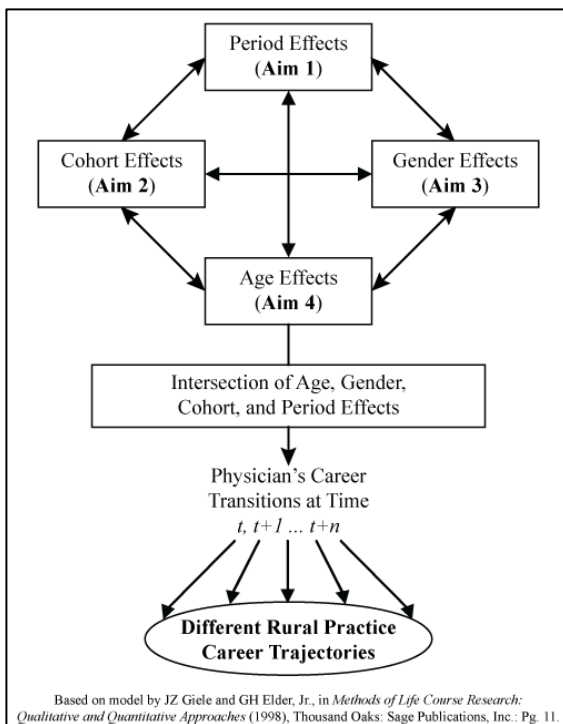 Period Effects
(Aim 1)
Cohort Effects
(Aim 2)
Gender Effects
(Aim 3)
Age Effects
(Aim 4)
Intersection of Age, Gender,
Cohort, and Period Effects
Physician's Career
Transitions at Time
t, t+1 ... t+n
Different Rural Practice
Career Trajectories
Based on model by JZ Giele and GH Elder, Jr., in Methods of Life Course Research:
Qualitative and Quantitative Approaches (1998), Thousand Oaks: Sage Publications, Inc.: Pg. 11.